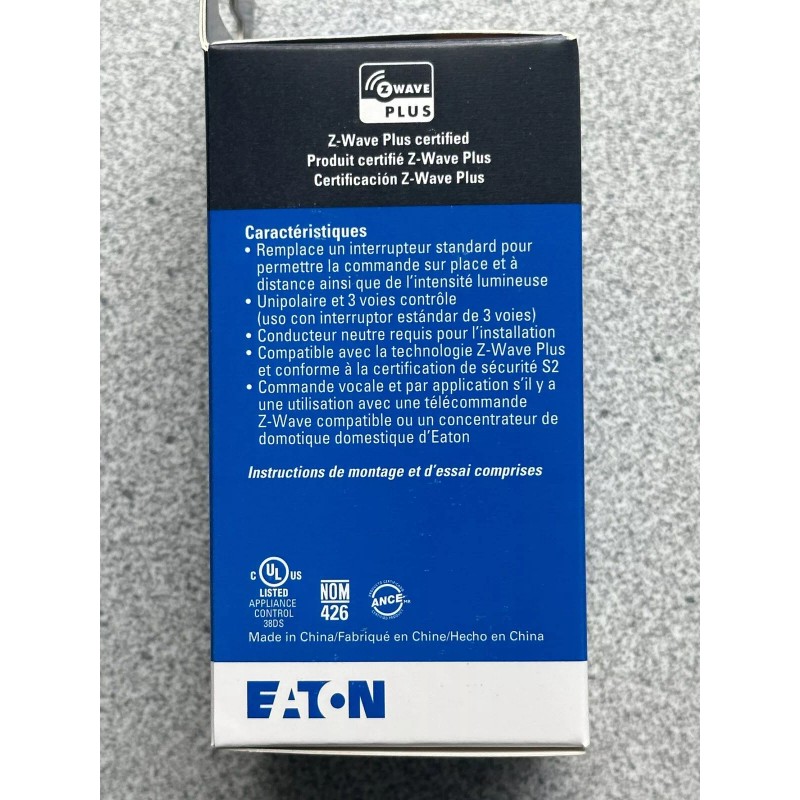 Z WAVE
PLUS
Z-Wave Plus certified
Produit certifié Z-Wave Plus
Certificación Z-Wave Plus
Caractéristiques
• Remplace un interrupteur standard pour
permettre la commande sur place et à
distance ainsi que de l'intensité lumineuse
• Unipolaire et 3 voies contrôle
(uso con interruptor estándar de 3 voies)
• Conducteur neutre requis pour l'installation
• Compatible avec la technologie Z-Wave Plus
et conforme à la certification de sécurité S2
• Commande vocale et par application s'il y a
une utilisation avec une télécommande
Z-Wave compatible ou un concentrateur de
domotique domestique d'Eaton
Instructions de montage et d'essai comprises
C UL US
LISTED
APPLIANCE
CONTROL
38DS
NOM
426
ANCE
Made in China/Fabriqué en Chine/Hecho en China
EATON